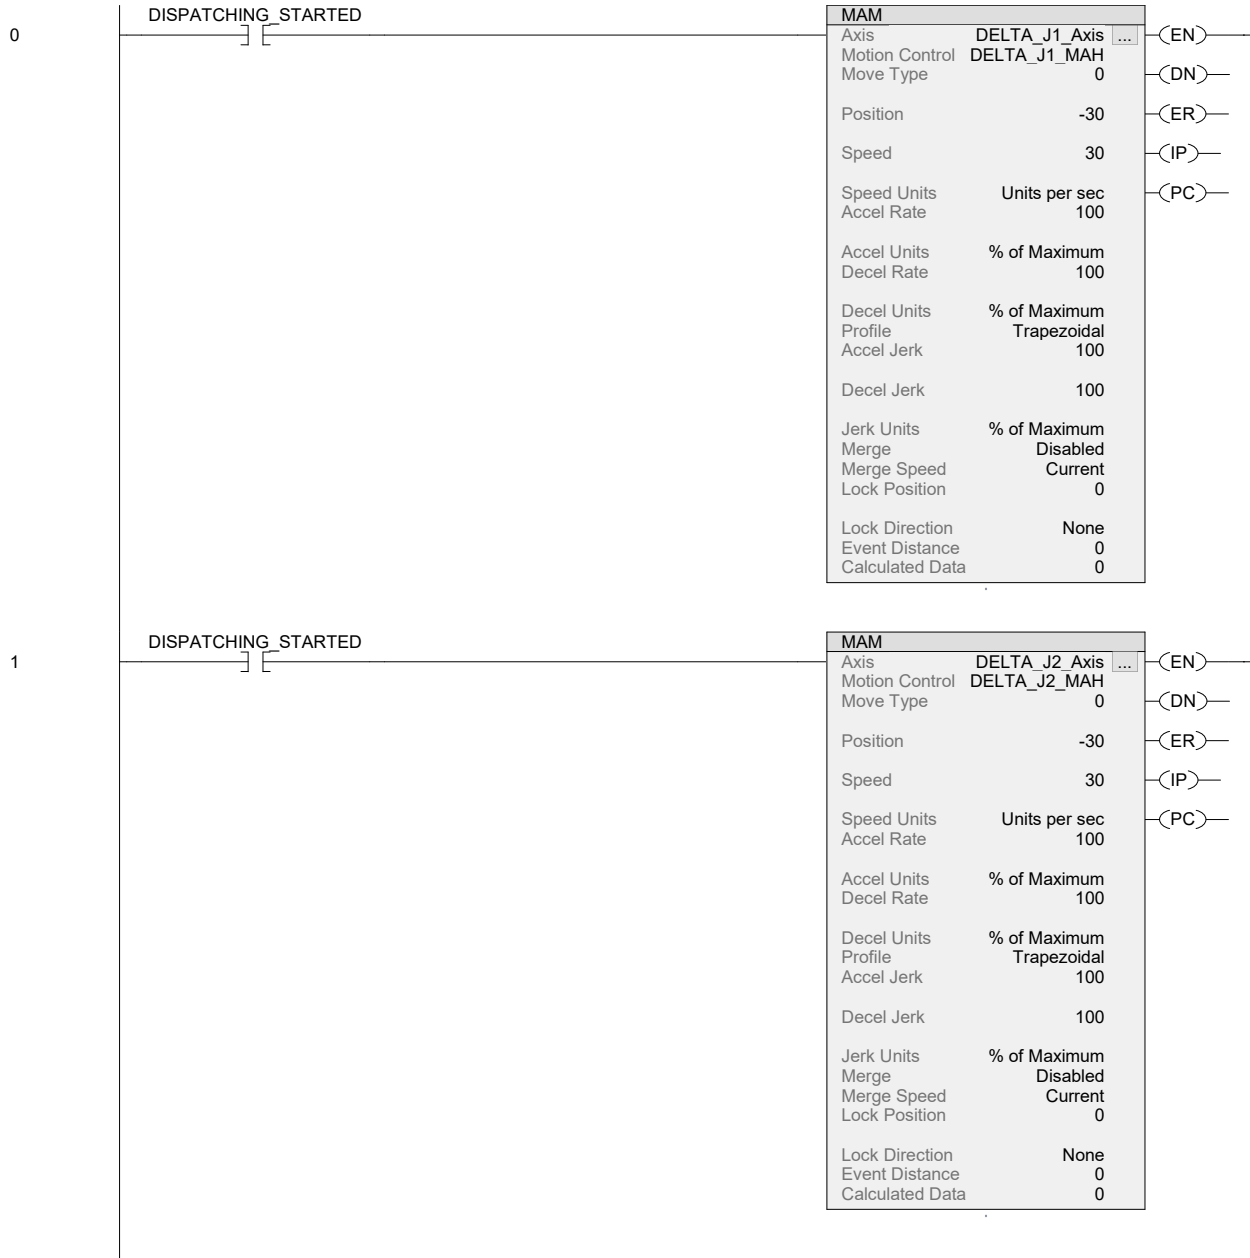 DISPATCHING_STARTED
MAM
0
Axis DELTA_J1_Axis ... EN
Motion Control DELTA_J1_MAH
Move Type 0 DN
Position -30 ER
Speed 30 IP
Speed Units Units per sec PC
Accel Rate 100
Accel Units % of Maximum
Decel Rate 100
Decel Units % of Maximum
Profile Trapezoidal
Accel Jerk 100
Decel Jerk 100
Jerk Units % of Maximum
Merge Disabled
Merge Speed Current
Lock Position 0
Lock Direction None
Event Distance 0
Calculated Data 0
DISPATCHING_STARTED
MAM
1
Axis DELTA_J2_Axis ... EN
Motion Control DELTA_J2_MAH
Move Type 0 DN
Position -30 ER
Speed 30 IP
Speed Units Units per sec PC
Accel Rate 100
Accel Units % of Maximum
Decel Rate 100
Decel Units % of Maximum
Profile Trapezoidal
Accel Jerk 100
Decel Jerk 100
Jerk Units % of Maximum
Merge Disabled
Merge Speed Current
Lock Position 0
Lock Direction None
Event Distance 0
Calculated Data 0